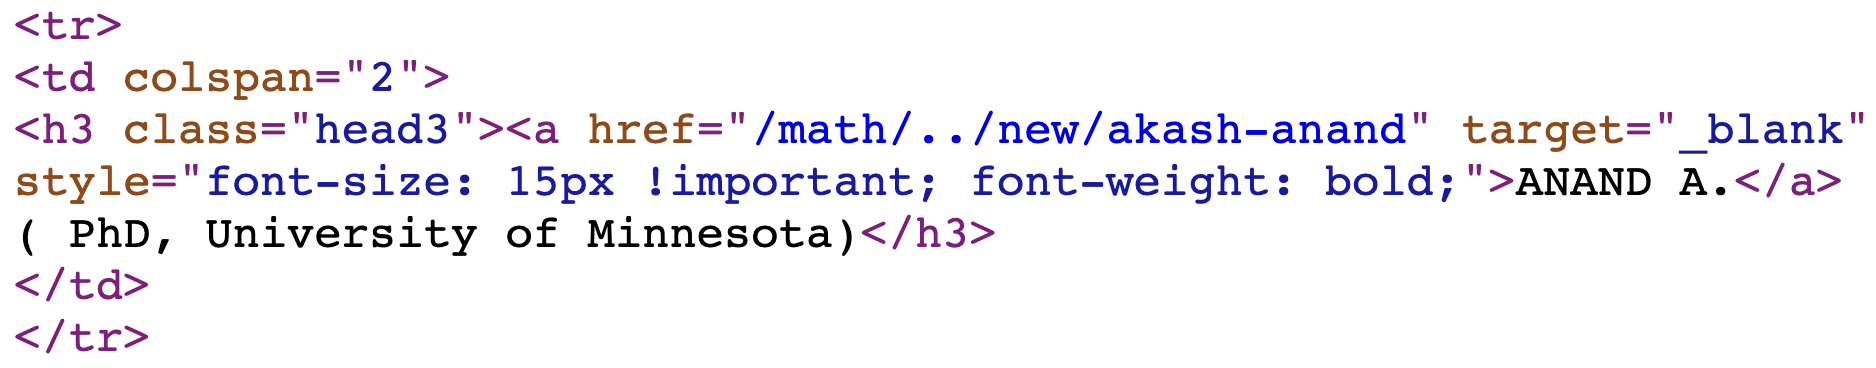 <tr>
<td colspan="2">
<h3 class="head3"><a href="/math/../new/akash-anand" target="_blank"
style="font-size: 15px !important; font-weight: bold;">ANAND A.</a>
( PhD, University of Minnesota)</h3>
</td>
</tr>